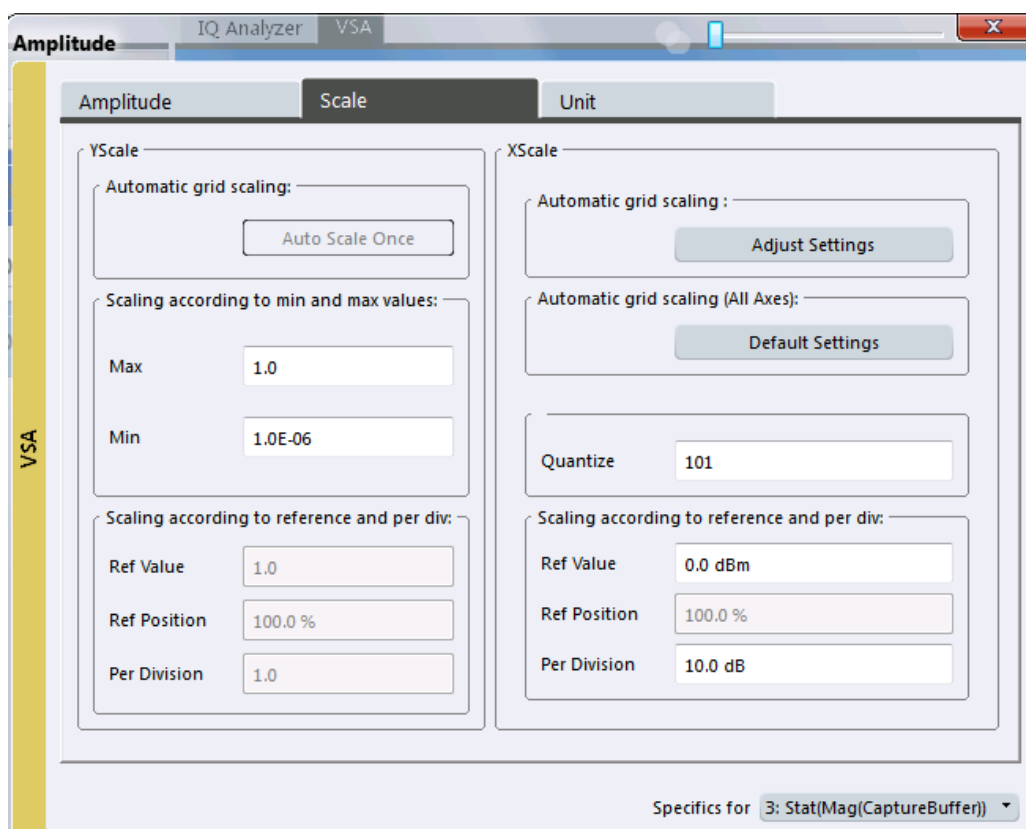 Amplitude
IQ Analyzer VSA
X
Amplitude Scale Unit
YScale
Automatic grid scaling:
Auto Scale Once
Scaling according to min and max values:
Max 1.0
Min 1.0E-06
Scaling according to reference and per div:
Ref Value 1.0
Ref Position 100.0 %
Per Division 1.0
XScale
Automatic grid scaling :
Adjust Settings
Automatic grid scaling (All Axes):
Default Settings
Quantize 101
Scaling according to reference and per div:
Ref Value 0.0 dBm
Ref Position 100.0 %
Per Division 10.0 dB
VSA
Specifics for 3: Stat(Mag(CaptureBuffer))